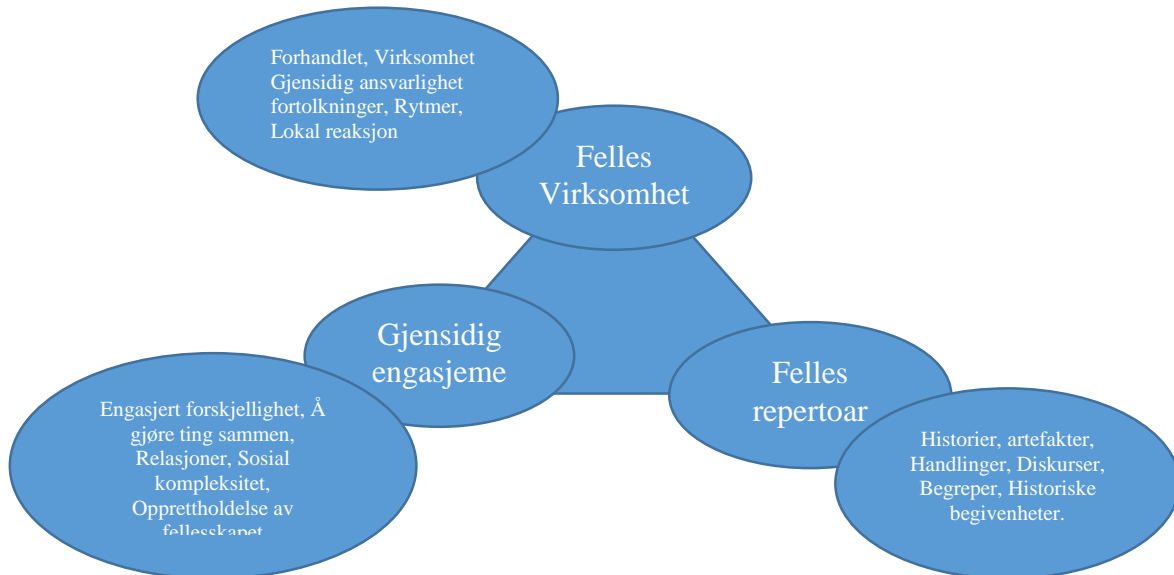 Forhandlet, Virksomhet
Gjensidig ansvarlighet
fortolkninger, Rytmer,
Lokal reaksjon
Felles
Virksomhet
Gjensidig
engasjeme
Felles
repertoar
Engasjert forskjellighet, Å
gjøre ting sammen,
Relasjoner, Sosial
kompleksitet,
Opprettholdelse av
fellesskapet
Historier, artefakter,
Handlinger, Diskurser,
Begreper, Historiske
begivenheter.